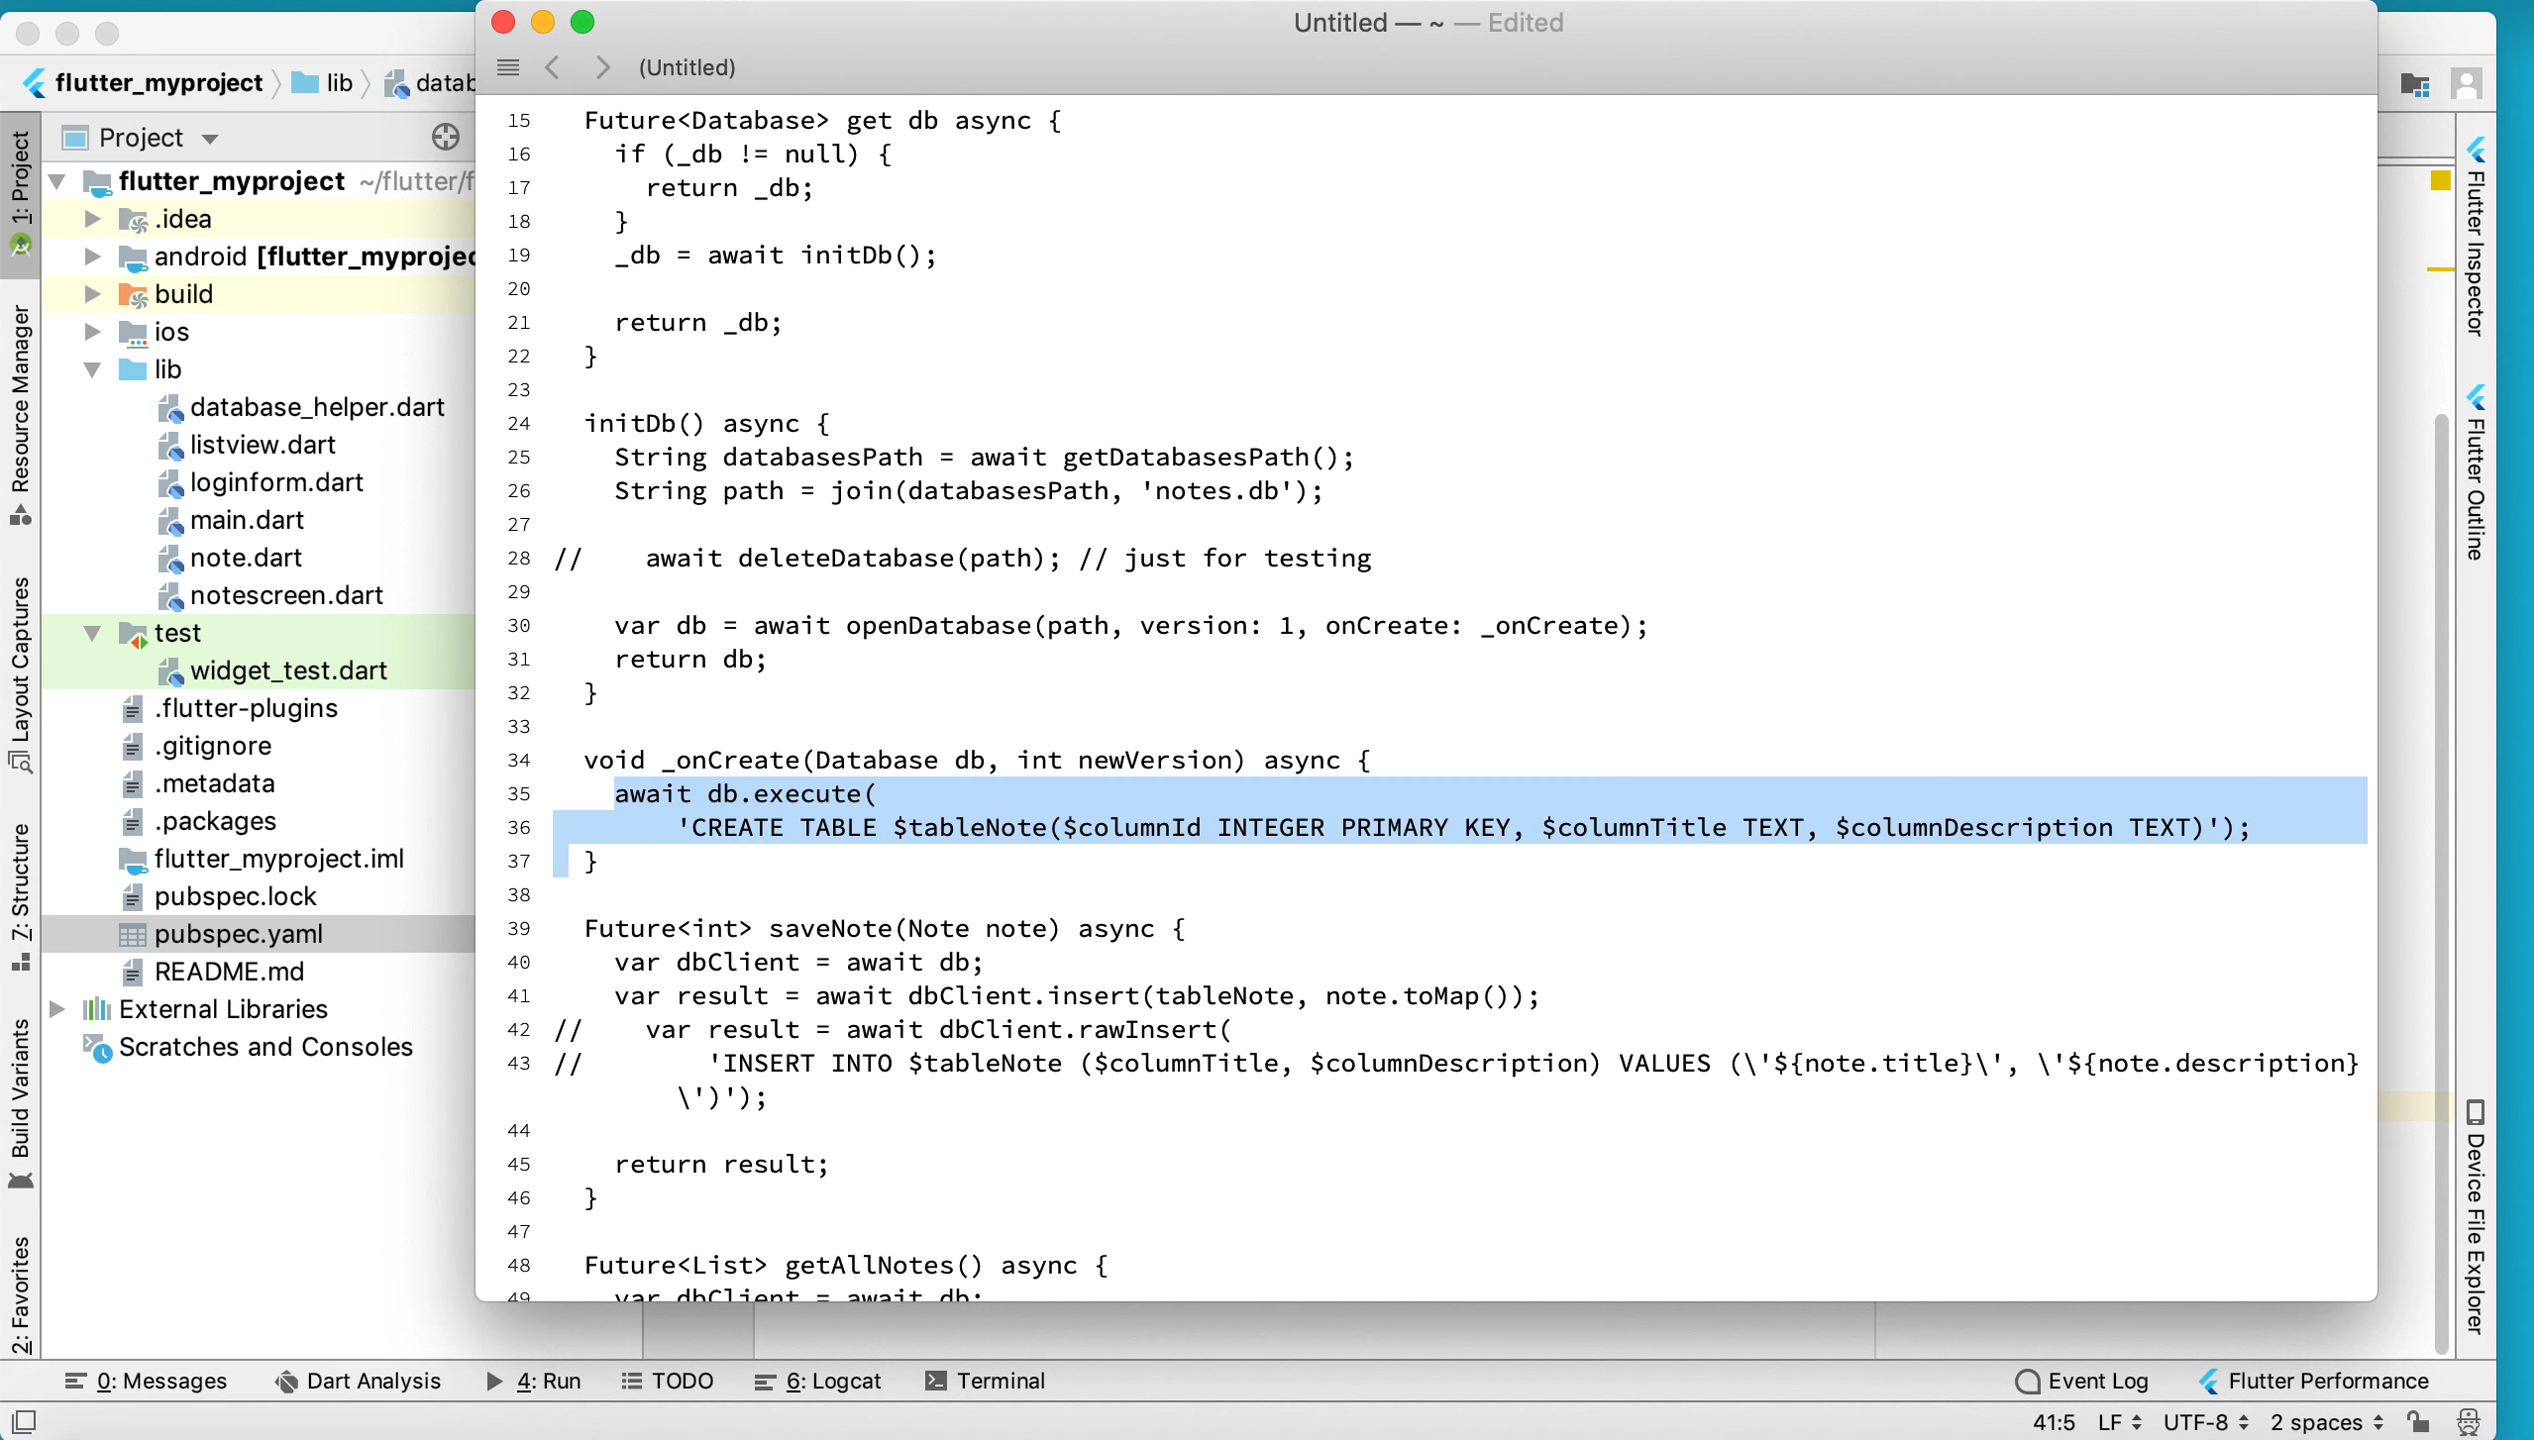 Untitled — ~ — Edited
(Untitled)
flutter_myproject
lib
datab
Project
flutter_myproject ~/flutter/f
.idea
android [flutter_myprojec
build
ios
lib
database_helper.dart
listview.dart
loginform.dart
main.dart
note.dart
notescreen.dart
test
widget_test.dart
.flutter-plugins
.gitignore
.metadata
.packages
flutter_myproject.iml
pubspec.lock
pubspec.yaml
README.md
External Libraries
Scratches and Consoles
1: Project
Resource Manager
Layout Captures
Z: Structure
Build Variants
2: Favorites
15 Future<Database> get db async {
16 if (_db != null) {
17 return _db;
18 }
19 _db = await initDb();
20
21 return _db;
22 }
23
24 initDb() async {
25 String databasesPath = await getDatabasesPath();
26 String path = join(databasesPath, 'notes.db');
27
28 // await deleteDatabase(path); // just for testing
29
30 var db = await openDatabase(path, version: 1, onCreate: _onCreate);
31 return db;
32 }
33
34 void _onCreate(Database db, int newVersion) async {
35 await db.execute(
36 'CREATE TABLE $tableNote($columnId INTEGER PRIMARY KEY, $columnTitle TEXT, $columnDescription TEXT)');
37 }
38
39 Future<int> saveNote(Note note) async {
40 var dbClient = await db;
41 var result = await dbClient.insert(tableNote, note.toMap());
42 // var result = await dbClient.rawInsert(
43 // 'INSERT INTO $tableNote ($columnTitle, $columnDescription) VALUES (\'${note.title}\', \'${note.description}
\')');
44
45 return result;
46 }
47
48 Future<List> getAllNotes() async {
49 var dbClient = await db;
Flutter Inspector
Flutter Outline
Device File Explorer
0: Messages
Dart Analysis
4: Run
TODO
6: Logcat
Terminal
Event Log
Flutter Performance
41:5
LF
UTF-8
2 spaces